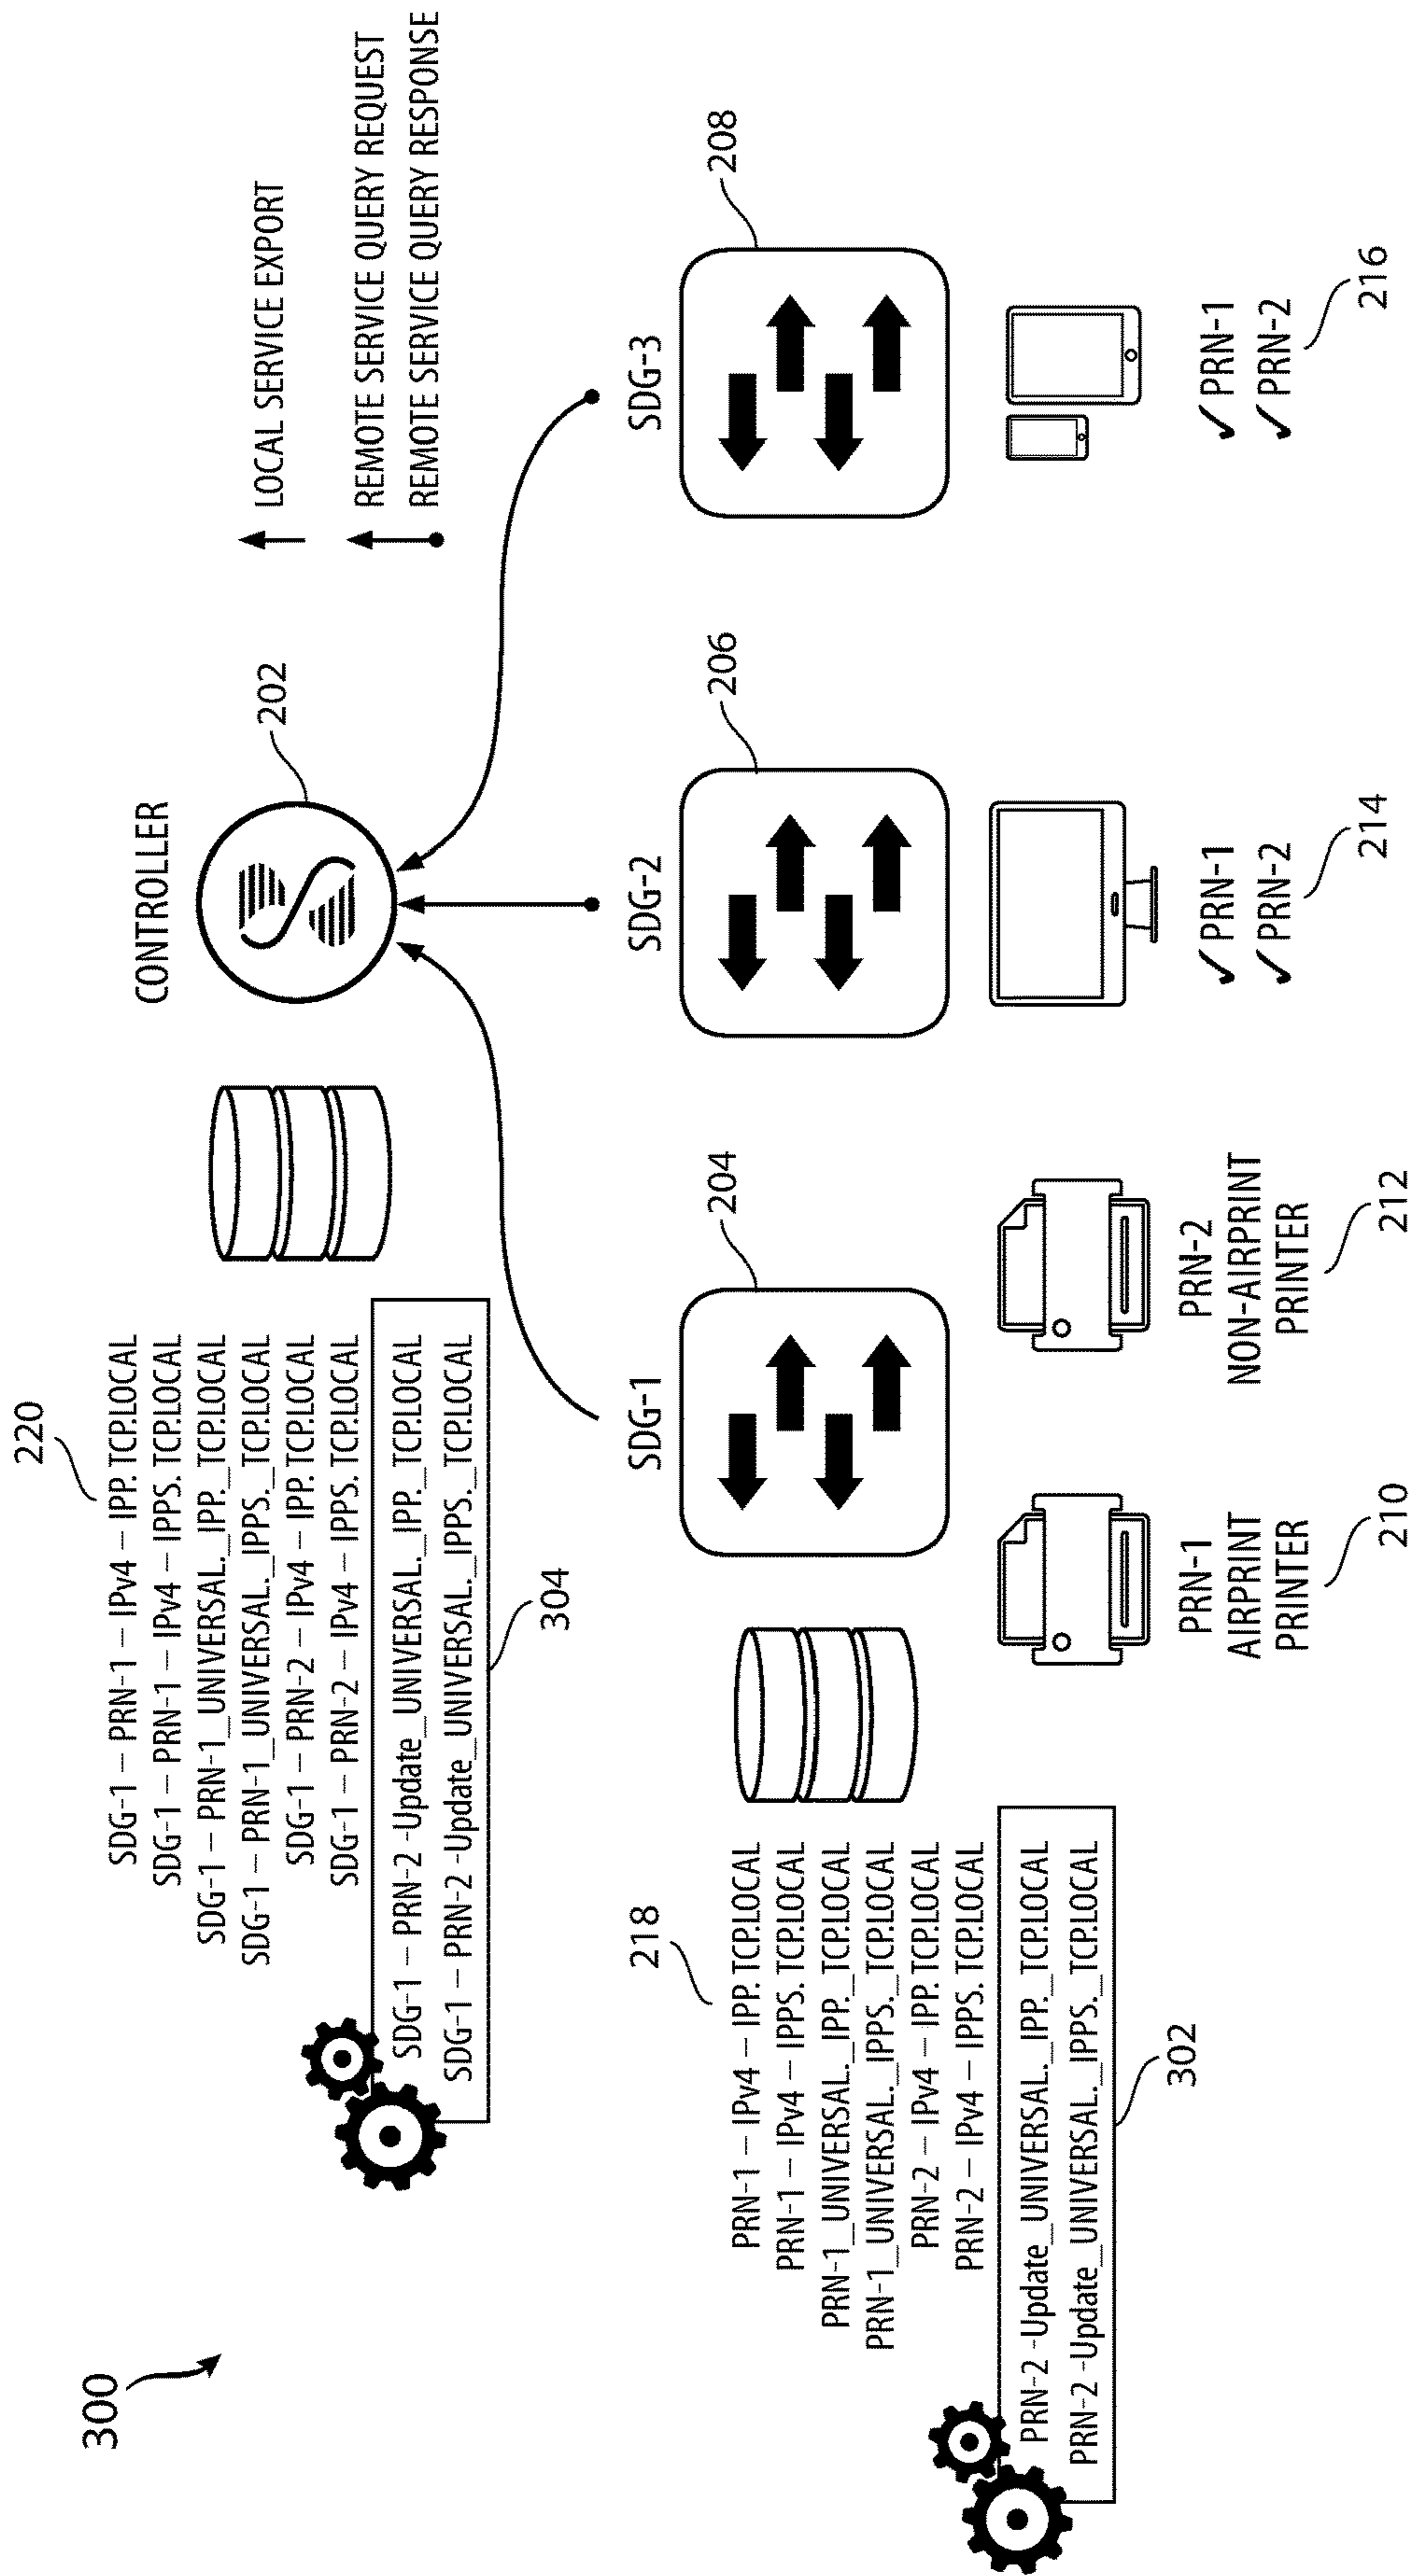 300
220
SDG-1 – PRN-1 – IPv4 – IPP. TCP.LOCAL
SDG-1 – PRN-1 – IPv4 – IPPS. TCP.LOCAL
SDG-1 – PRN-1_UNIVERSAL._IPP._TCP.LOCAL
SDG-1 – PRN-1_UNIVERSAL._IPPS._TCP.LOCAL
SDG-1 – PRN-2 – IPv4 – IPP. TCP.LOCAL
SDG-1 – PRN-2 – IPv4 – IPPS. TCP.LOCAL
SDG-1 – PRN-2 -Update_UNIVERSAL._IPP._TCP.LOCAL
SDG-1 – PRN-2 -Update_UNIVERSAL._IPPS._TCP.LOCAL
304
CONTROLLER
202
LOCAL SERVICE EXPORT
REMOTE SERVICE QUERY REQUEST
REMOTE SERVICE QUERY RESPONSE
218
PRN-1 – IPv4 – IPP. TCP.LOCAL
PRN-1 – IPv4 – IPPS. TCP.LOCAL
PRN-1_UNIVERSAL._IPP._TCP.LOCAL
PRN-1_UNIVERSAL._IPPS._TCP.LOCAL
PRN-2 – IPv4 – IPP. TCP.LOCAL
PRN-2 – IPv4 – IPPS. TCP.LOCAL
PRN-2 -Update_UNIVERSAL._IPP._TCP.LOCAL
PRN-2 -Update_UNIVERSAL._IPPS._TCP.LOCAL
302
SDG-1
204
SDG-2
206
SDG-3
208
PRN-1
AIRPRINT
PRINTER
210
PRN-2
NON-AIRPRINT
PRINTER
212
✓ PRN-1
✓ PRN-2
214
✓ PRN-1
✓ PRN-2
216